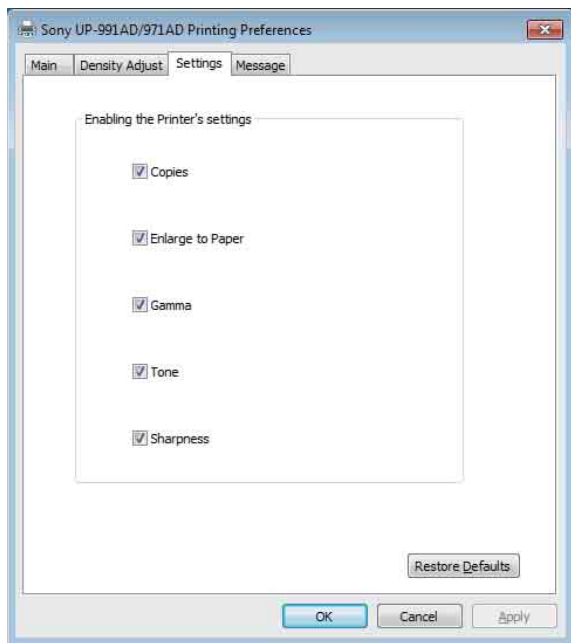 Sony UP-991AD/971AD Printing Preferences
Main Density Adjust Settings Message
Enabling the Printer's settings
Copies
Enlarge to Paper
Gamma
Tone
Sharpness
Restore Defaults
OK Cancel Apply